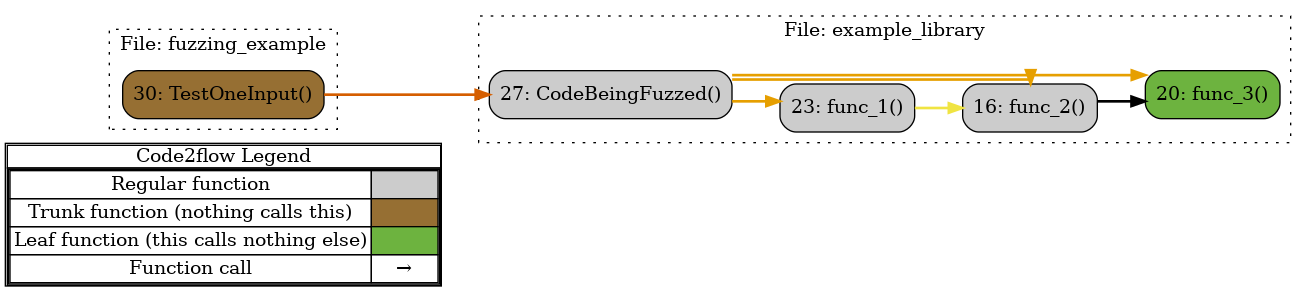 File: fuzzing_example
30: TestOneInput()
File: example_library
27: CodeBeingFuzzed()
23: func_1()
16: func_2()
20: func_3()
Code2flow Legend
Regular function
Trunk function (nothing calls this)
Leaf function (this calls nothing else)
Function call →